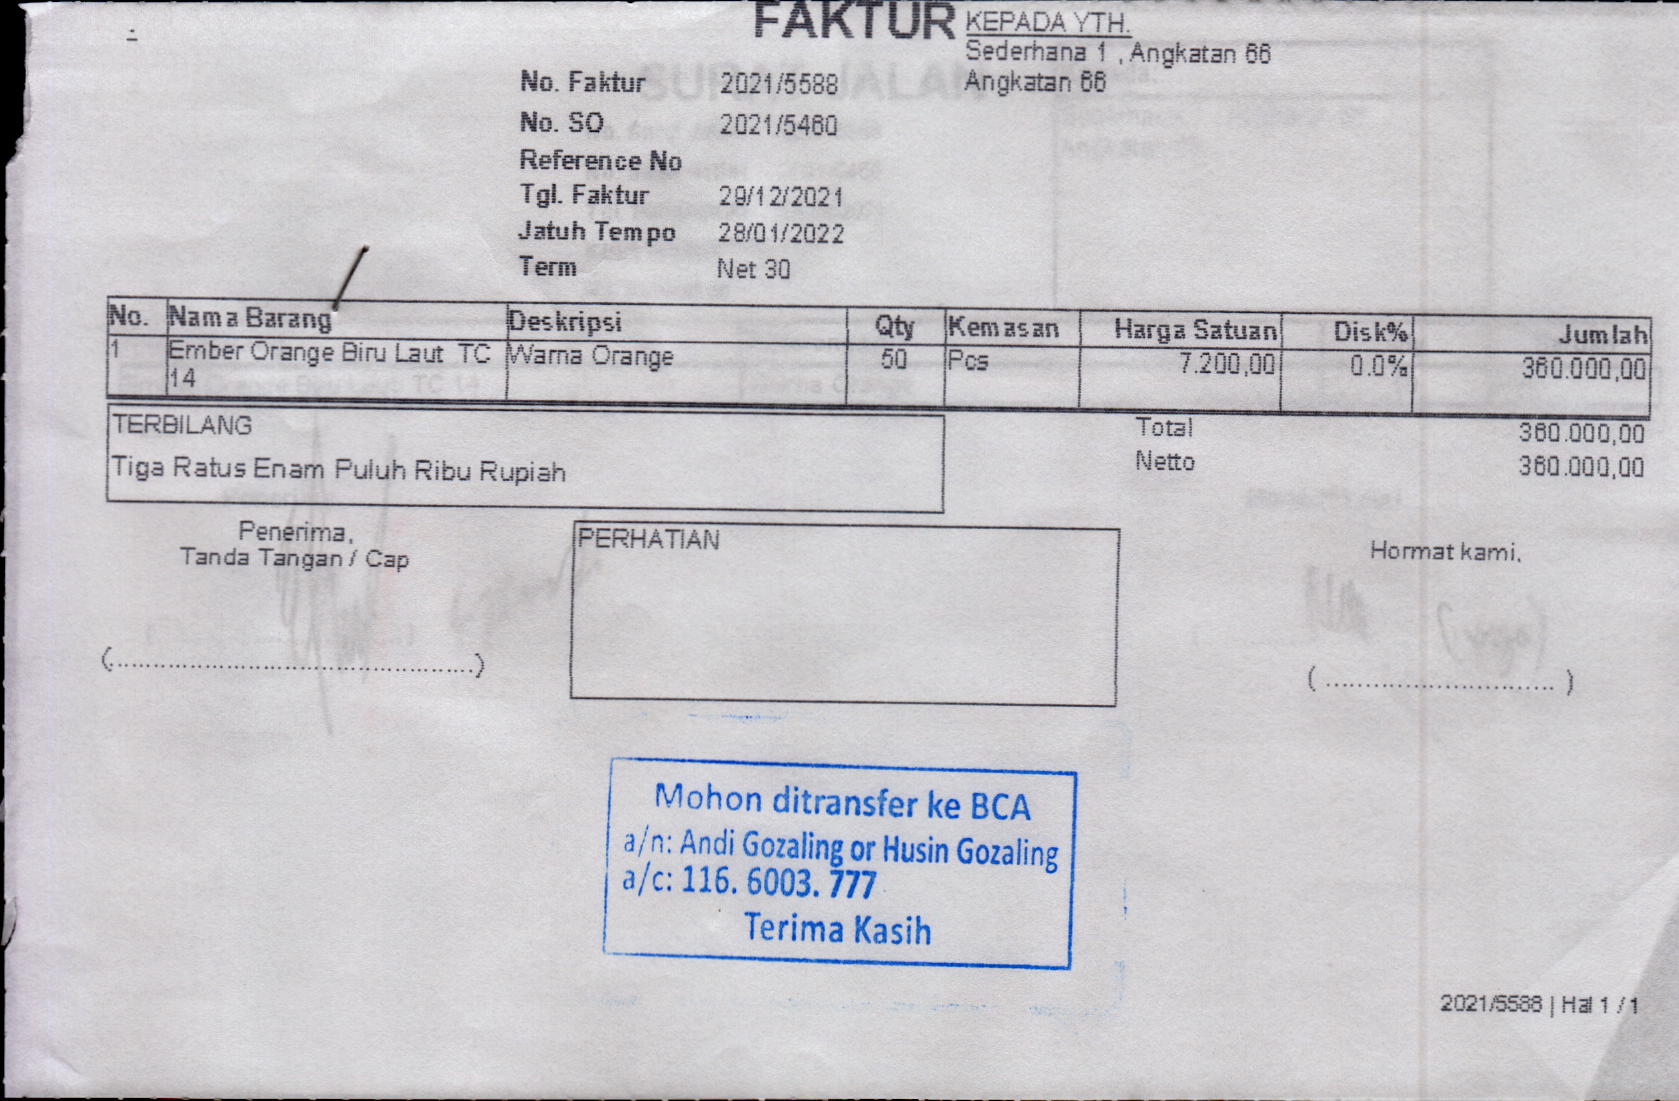 FAKTUR
KEPADA YTH.
Sederhana 1 , Angkatan 66
Angkatan 66
No. Faktur 2021/5588
No. SO 2021/5460
Reference No
Tgl. Faktur 29/12/2021
Jatuh Tempo 28/01/2022
Term Net 30
No. Nama Barang Deskripsi Qty Kemasan Harga Satuan Disk% Jumlah
1 Ember Orange Biru Laut TC Warna Orange 50 Pcs 7.200,00 0.0% 360.000,00
14
TERBILANG
Tiga Ratus Enam Puluh Ribu Rupiah
Total 360.000,00
Netto 360.000,00
Penerima,
Tanda Tangan / Cap
(..................................................)
PERHATIAN
Hormat kami,
( ............................... )
Mohon ditransfer ke BCA
a/n: Andi Gozaling or Husin Gozaling
a/c: 116. 6003. 777
Terima Kasih
2021/5588 | Hal 1 / 1